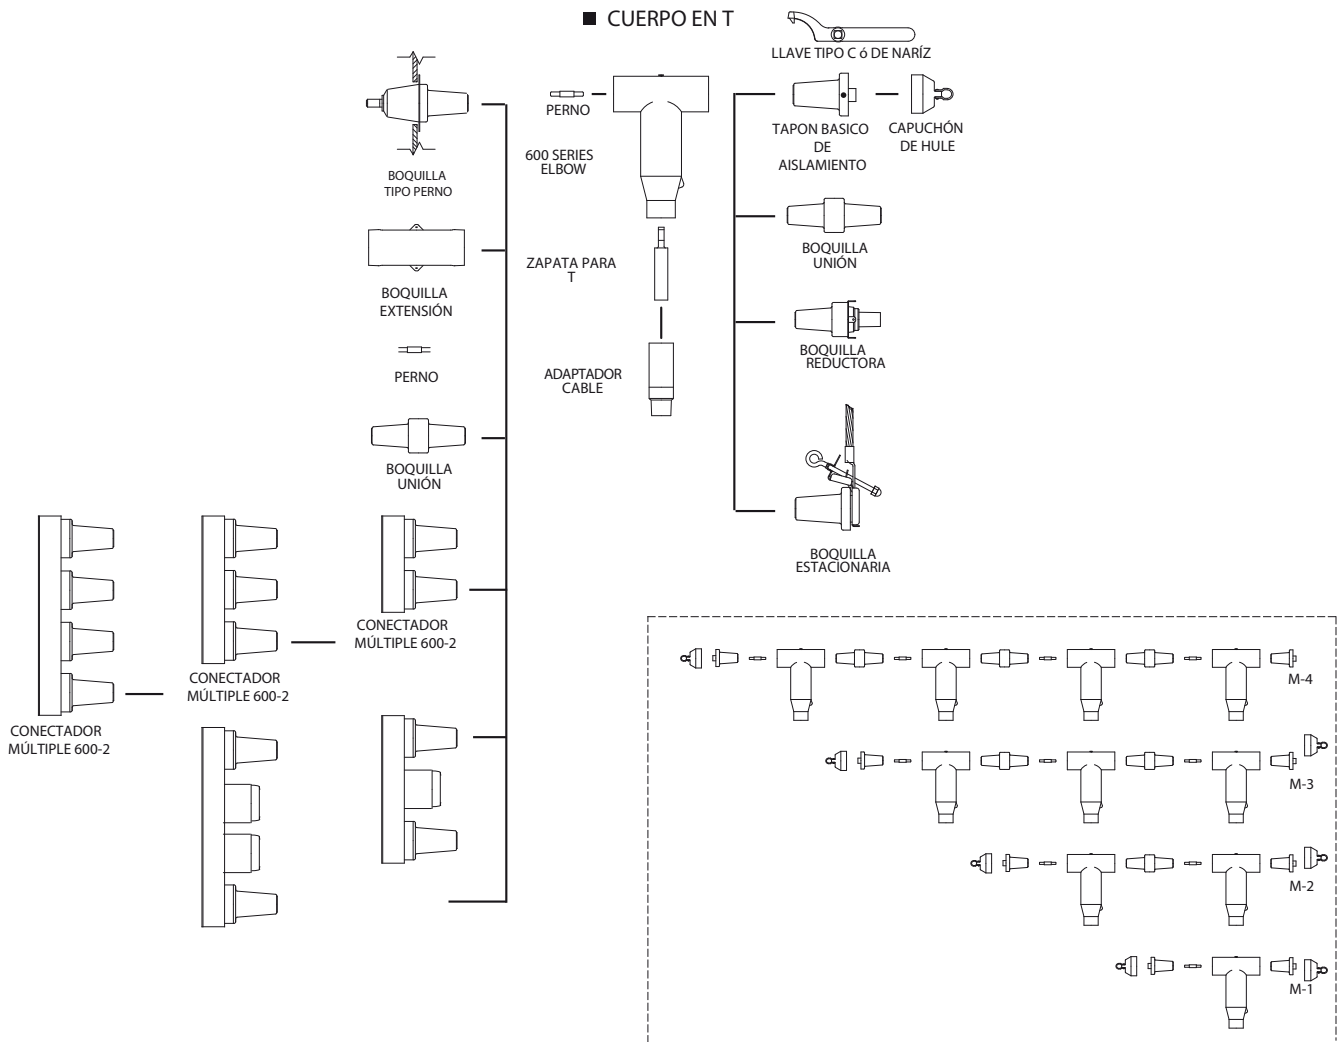 ■ CUERPO EN T
LLAVE TIPO C ó DE NARÍZ
PERNO
600 SERIES
ELBOW
TAPON BASICO
DE
AISLAMIENTO
CAPUCHÓN
DE HULE
BOQUILLA
TIPO PERNO
BOQUILLA
UNIÓN
ZAPATA PARA
T
BOQUILLA
EXTENSIÓN
BOQUILLA
REDUCTORA
PERNO
ADAPTADOR
CABLE
BOQUILLA
UNIÓN
BOQUILLA
ESTACIONARIA
CONECTADOR
MÚLTIPLE 600-2
CONECTADOR
MÚLTIPLE 600-2
CONECTADOR
MÚLTIPLE 600-2
M-4
M-3
M-2
M-1